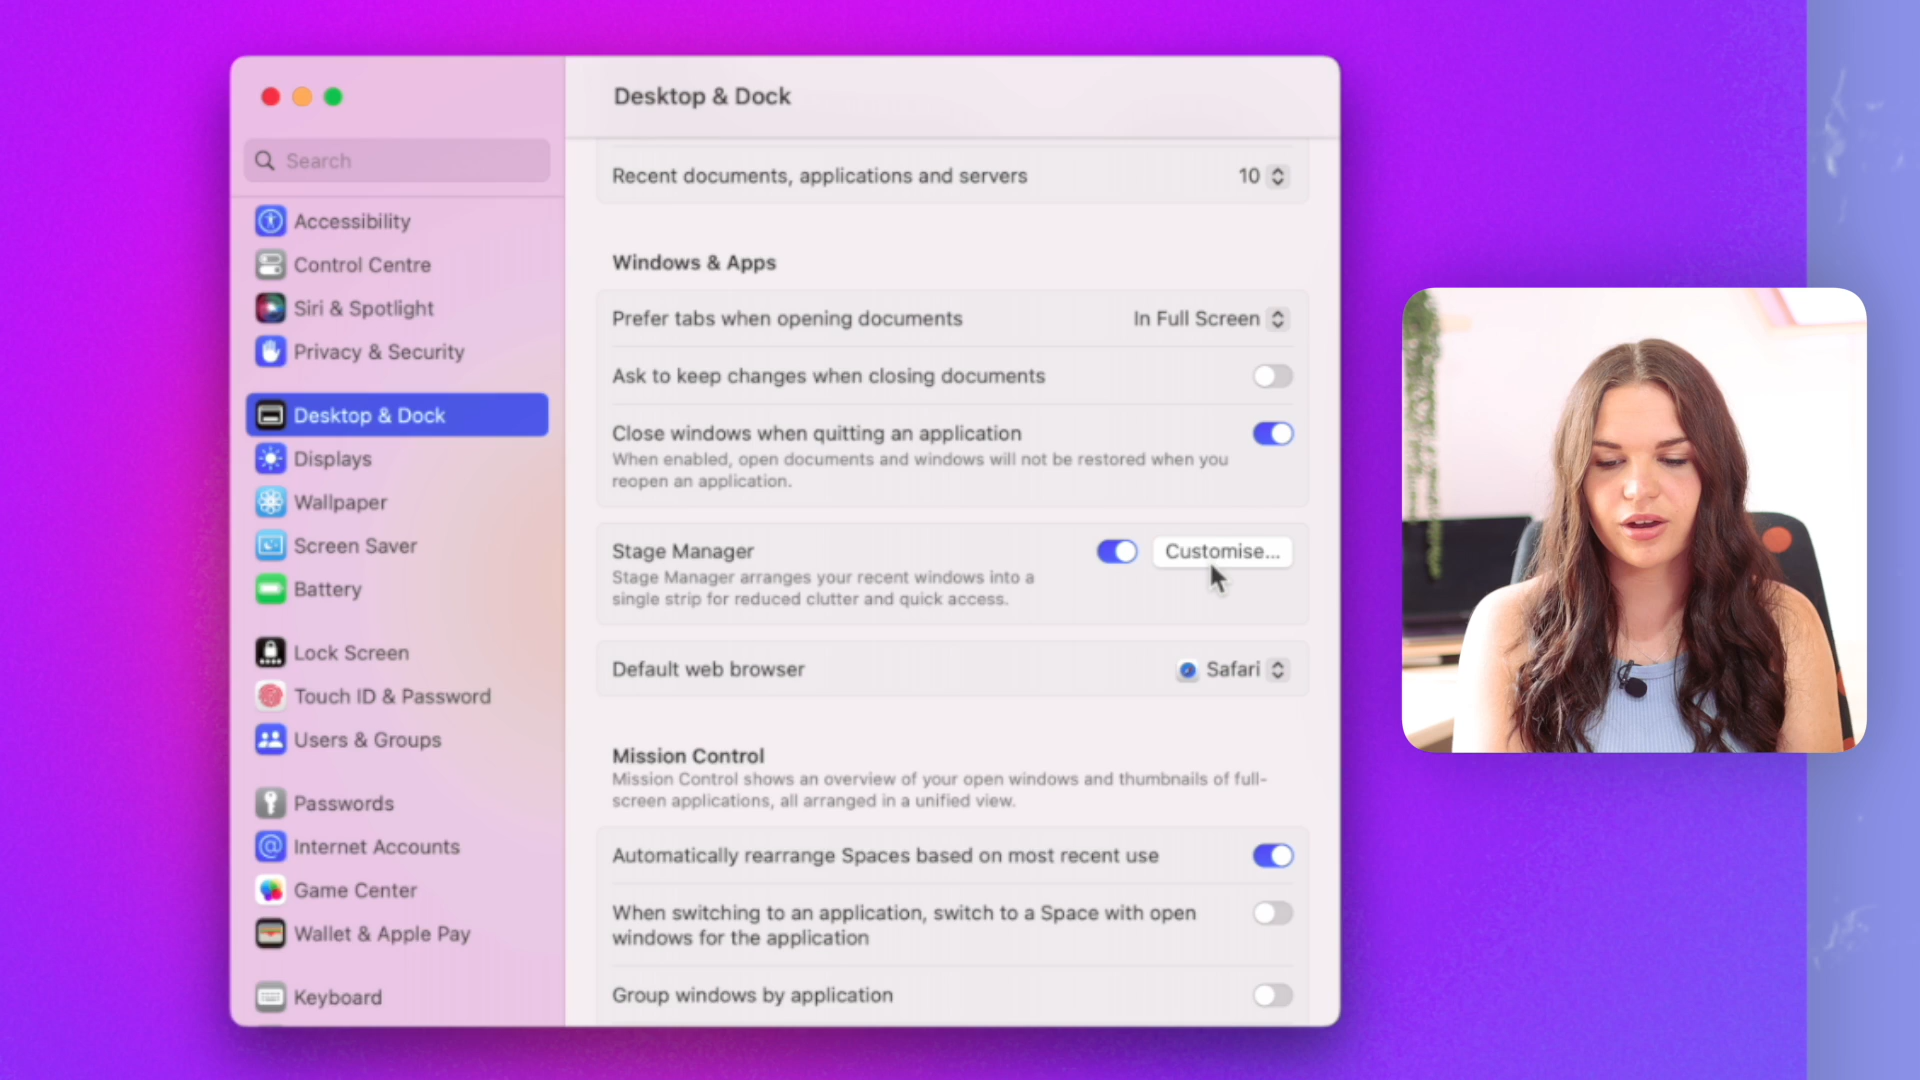 Desktop & Dock
Search
Accessibility
Control Centre
Siri & Spotlight
Privacy & Security
Desktop & Dock
Displays
Wallpaper
Screen Saver
Battery
Lock Screen
Touch ID & Password
Users & Groups
Passwords
Internet Accounts
Game Center
Wallet & Apple Pay
Keyboard
Recent documents, applications and servers 10
Windows & Apps
Prefer tabs when opening documents In Full Screen
Ask to keep changes when closing documents
Close windows when quitting an application
When enabled, open documents and windows will not be restored when you
reopen an application.
Stage Manager Customise...
Stage Manager arranges your recent windows into a
single strip for reduced clutter and quick access.
Default web browser Safari
Mission Control
Mission Control shows an overview of your open windows and thumbnails of full-
screen applications, all arranged in a unified view.
Automatically rearrange Spaces based on most recent use
When switching to an application, switch to a Space with open
windows for the application
Group windows by application